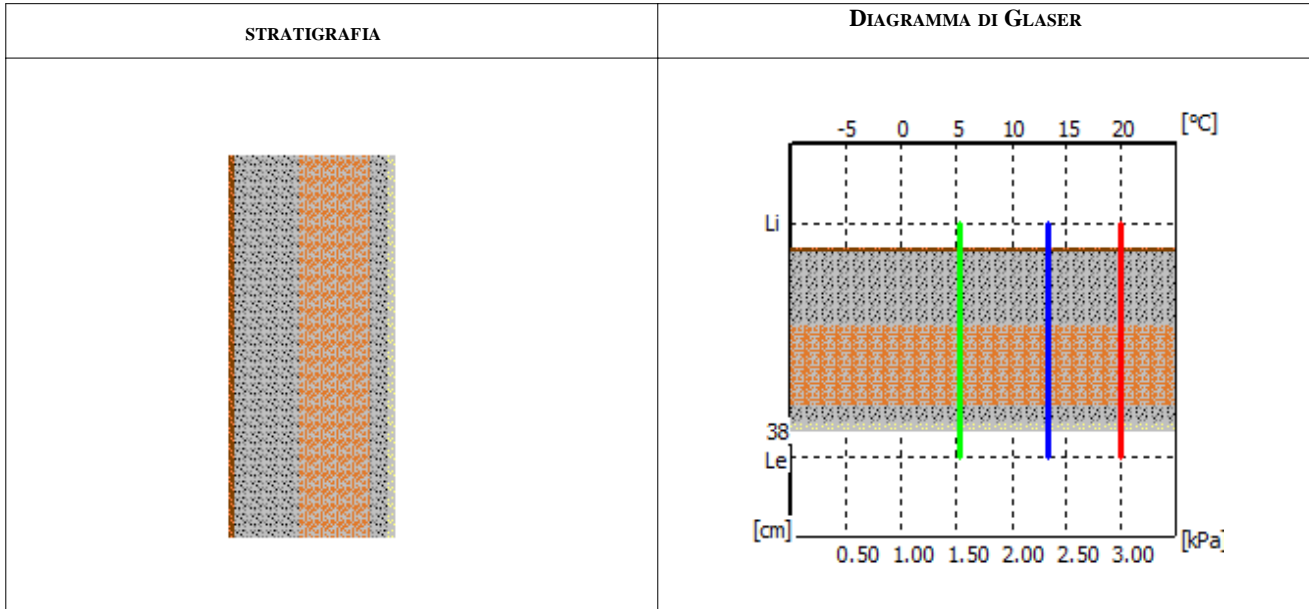 STRATIGRAFIA
DIAGRAMMA DI GLASER
-5 0 5 10 15 20 [°C]
Li
38
Le
[cm]
0.50 1.00 1.50 2.00 2.50 3.00 [kPa]